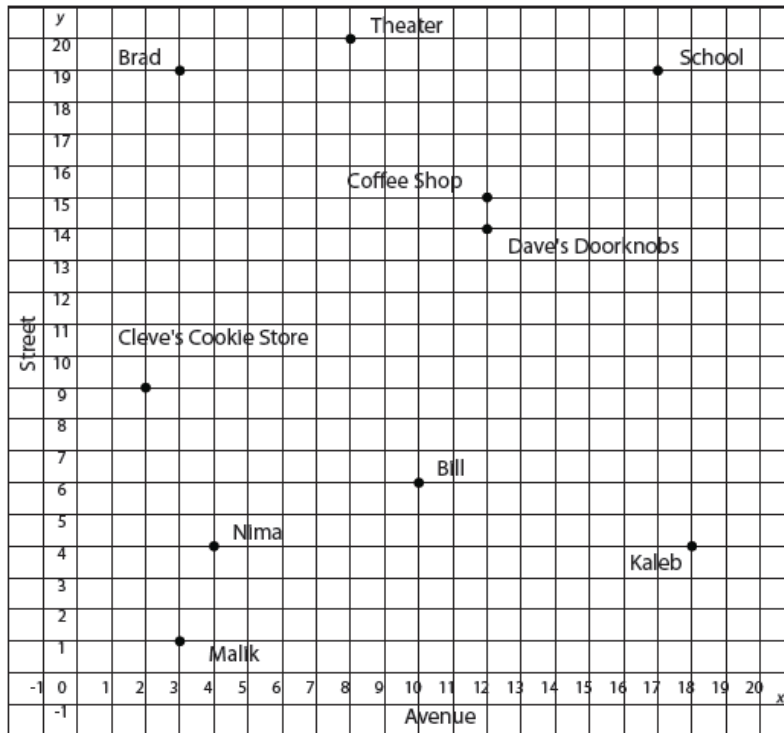 y
Theater
20
Brad
School
19
18
17
16
Coffee Shop
15
14
Dave's Doorknobs
13
12
Street
11
Cleve's Cookie Store
10
9
8
7
Bill
6
5
Nima
4
Kaleb
3
2
1
Malik
-1 0 1 2 3 4 5 6 7 8 9 10 11 12 13 14 15 16 17 18 19 20 x
-1
Avenue